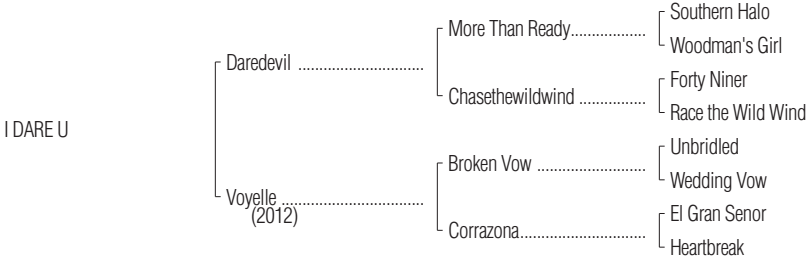 Southern Halo
More Than Ready..................
Woodman's Girl
Daredevil ..............................
Forty Niner
Chasethewildwind ................
Race the Wild Wind
I DARE U
Unbridled
Broken Vow ..........................
Wedding Vow
Voyelle ..................................
(2012)
El Gran Senor
Corrazona..............................
Heartbreak